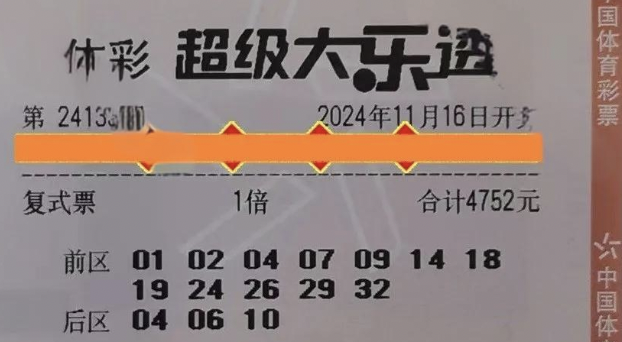 体彩 超级大乐透
第 2413
2024年11月16日开
复式票 1倍 合计4752元
前区 01 02 04 07 09 14 18
19 24 26 29 32
后区 04 06 10
中国体育彩票
中国体